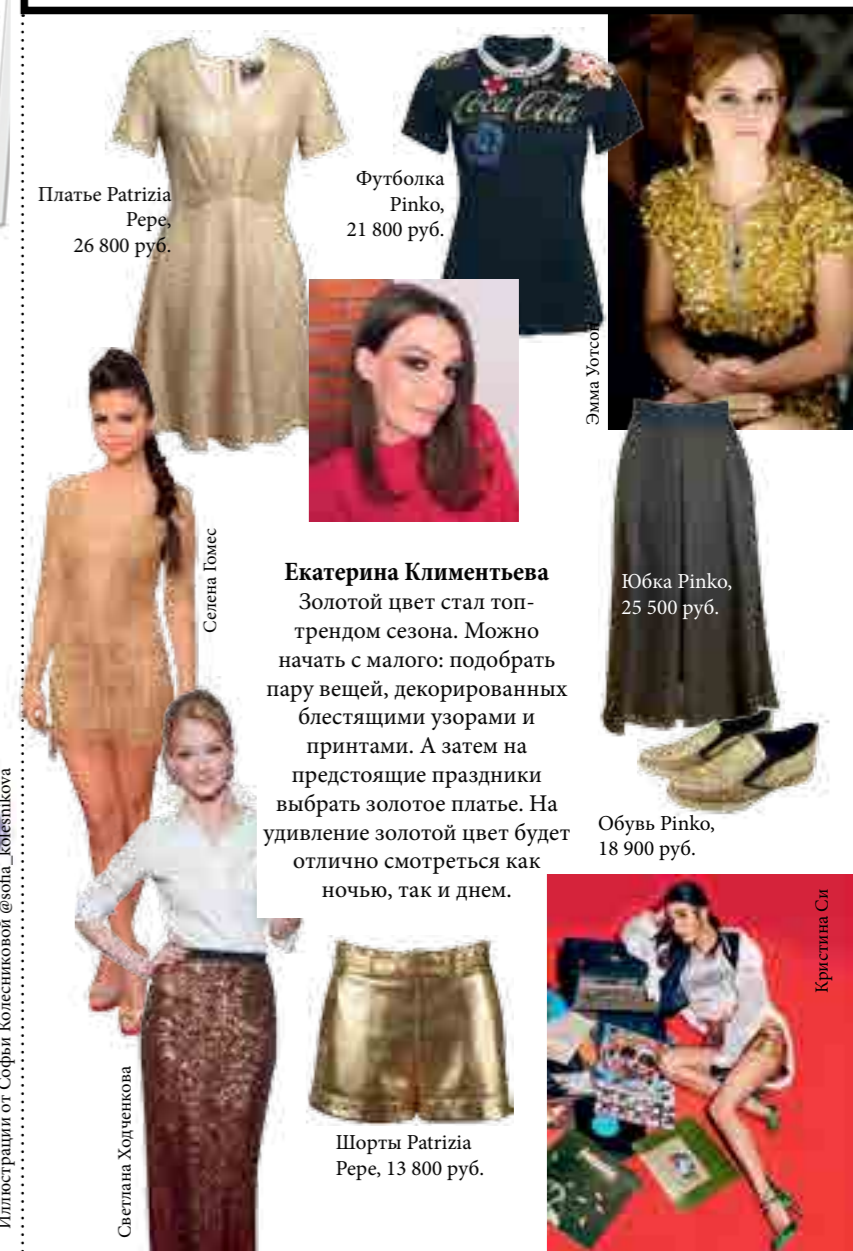 Платье Patrizia
Pepe,
26 800 руб.
Футболка
Pinko,
21 800 руб.
Coca Cola
Эмма Уотсон
Селена Гомес
Екатерина Климентьева
Золотой цвет стал топ-
трендом сезона. Можно
начать с малого: подобрать
пару вещей, декорированных
блестящими узорами и
принтами. А затем на
предстоящие праздники
выбрать золотое платье. На
удивление золотой цвет будет
отлично смотреться как
ночью, так и днем.
Юбка Pinko,
25 500 руб.
Обувь Pinko,
18 900 руб.
Светлана Ходченкова
Шорты Patrizia
Pepe, 13 800 руб.
Кристина Си
Иллюстрации от Софьи Колесниковой @sofia_kolesnikova